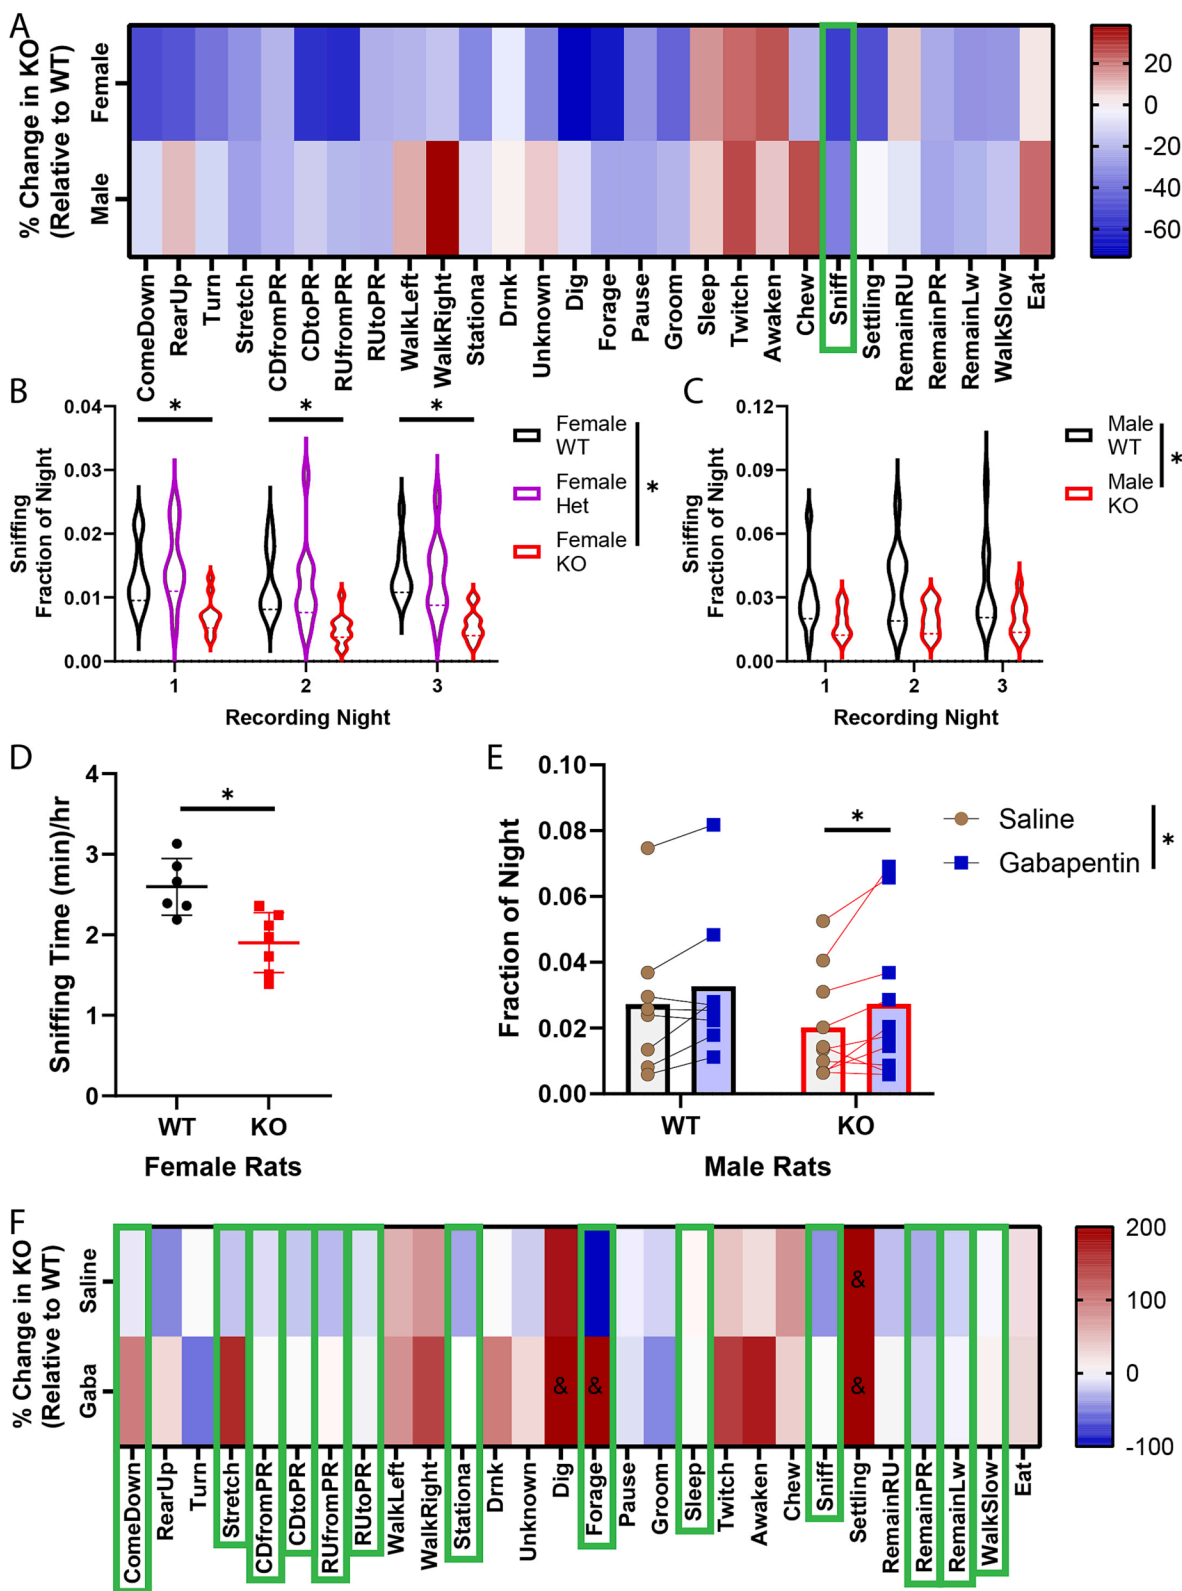 A
% Change in KO
(Relative to WT)
Female
Male
20
0
-20
-40
-60
ComeDown
RearUp
Turn
Stretch
CDfromPR
CDtoPR
RUfromPR
RUtoPR
WalkLeft
WalkRight
Stationa
Drnk
Unknown
Dig
Forage
Pause
Groom
Sleep
Twitch
Awaken
Chew
Sniff
Settling
RemainRU
RemainPR
RemainLw
WalkSlow
Eat
B
Sniffing
Fraction of Night
0.04
0.03
0.02
0.01
0.00
*
*
*
1
2
3
Recording Night
Female
WT
Female
Het
Female
KO
*
C
Sniffing
Fraction of Night
0.12
0.09
0.06
0.03
0.00
1
2
3
Recording Night
Male
WT
Male
KO
*
D
Sniffing Time (min)/hr
4
3
2
1
0
*
WT
KO
Female Rats
E
Fraction of Night
0.10
0.08
0.06
0.04
0.02
0.00
*
WT
KO
Male Rats
Saline
Gabapentin
*
F
% Change in KO
(Relative to WT)
Saline
Gaba
&
&
&
&
200
100
0
-100
ComeDown
RearUp
Turn
Stretch
CDfromPR
CDtoPR
RUfromPR
RUtoPR
WalkLeft
WalkRight
Stationa
Drnk
Unknown
Dig
Forage
Pause
Groom
Sleep
Twitch
Awaken
Chew
Sniff
Settling
RemainRU
RemainPR
RemainLw
WalkSlow
Eat